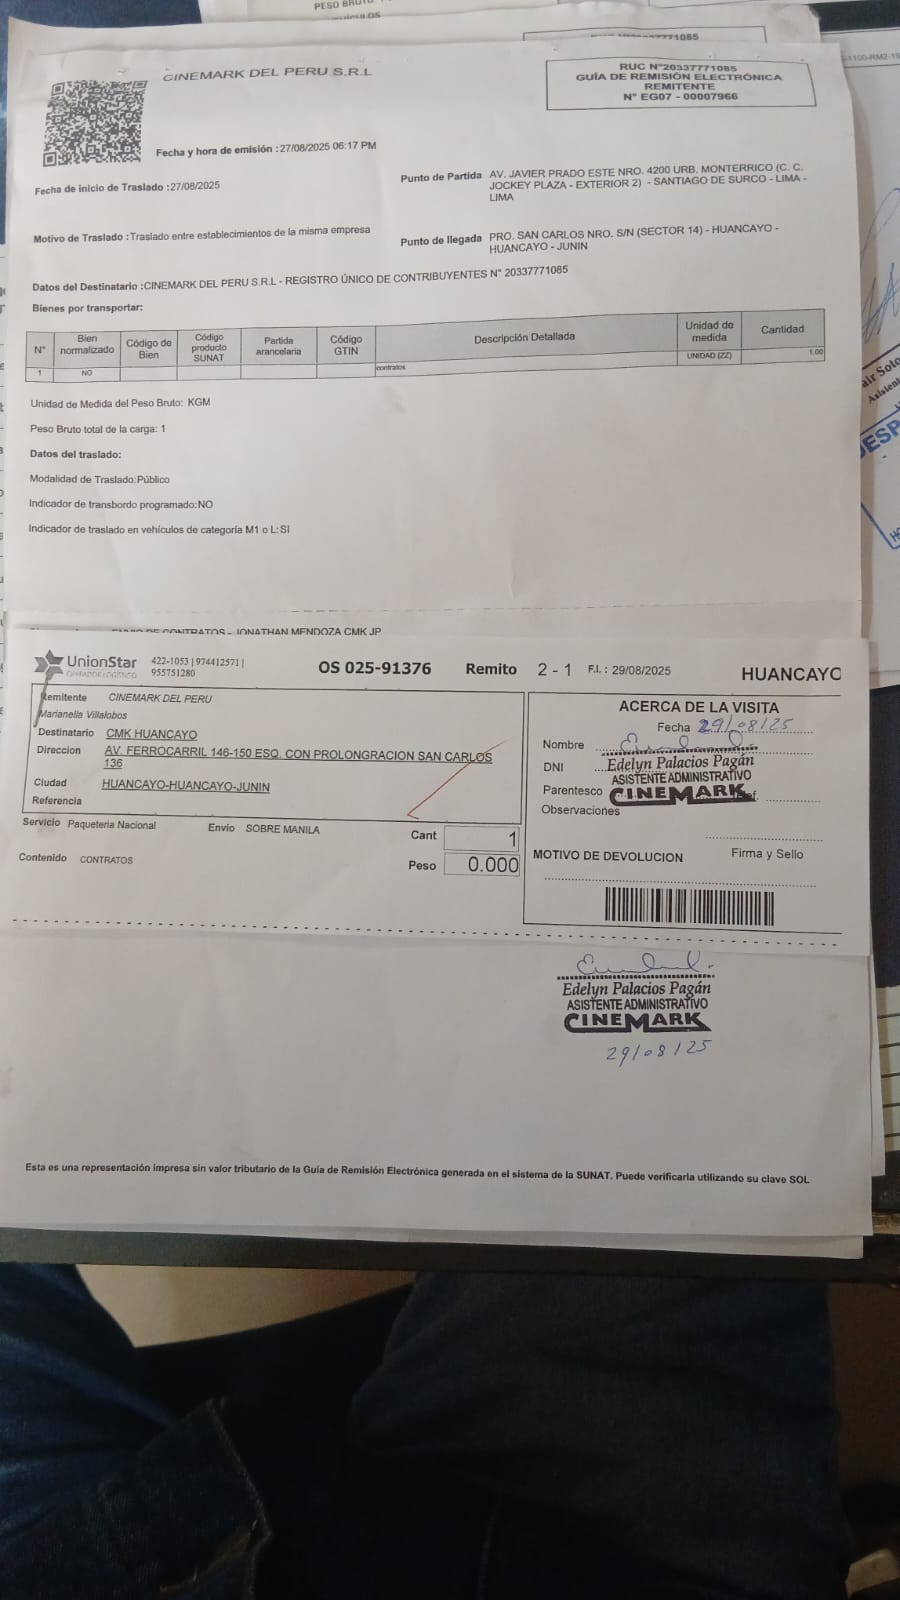 PESO BRUTO
CINEMARK DEL PERU S.R.L
RUC N°20337771085
GUÍA DE REMISIÓN ELECTRÓNICA
REMITENTE
N° EG07 - 00007966
Fecha y hora de emisión :27/08/2025 06:17 PM
Fecha de inicio de Traslado :27/08/2025
Punto de Partida AV. JAVIER PRADO ESTE NRO. 4200 URB. MONTERRICO (C. C.
JOCKEY PLAZA - EXTERIOR 2) - SANTIAGO DE SURCO - LIMA -
LIMA
Motivo de Traslado :Traslado entre establecimientos de la misma empresa
Punto de llegada PRO. SAN CARLOS NRO. S/N (SECTOR 14) - HUANCAYO -
HUANCAYO - JUNIN
Datos del Destinatario :CINEMARK DEL PERU S.R.L - REGISTRO ÚNICO DE CONTRIBUYENTES N° 20337771085
Bienes por transportar:
N° Bien normalizado Código de Bien Código producto SUNAT Partida arancelaria Código GTIN Descripción Detallada Unidad de medida Cantidad
1 NO contratos UNIDAD (ZZ) 1.00
Unidad de Medida del Peso Bruto: KGM
Peso Bruto total de la carga: 1
Datos del traslado:
Modalidad de Traslado:Público
Indicador de transbordo programado:NO
Indicador de traslado en vehículos de categoría M1 o L:SI
ENVIO DE CONTRATOS- JONATHAN MENDOZA CMK JP
UnionStar
OPERADOR LOGÍSTICO
422-1053 | 974412571 |
955751280
OS 025-91376 Remito 2 - 1 F.I. : 29/08/2025 HUANCAYO
Remitente CINEMARK DEL PERU
Marianella Villalobos
Destinatario CMK HUANCAYO
Direccion AV. FERROCARRIL 146-150 ESQ. CON PROLONGRACION SAN CARLOS
136
Ciudad HUANCAYO-HUANCAYO-JUNIN
Referencia
Servicio Paqueteria Nacional Envío SOBRE MANILA
Cant 1
Contenido CONTRATOS
Peso 0.000
ACERCA DE LA VISITA
Fecha 29/08/25
Nombre
DNI
Edelyn Palacios Pagán
ASISTENTE ADMINISTRATIVO
Parentesco
CINEMARK
Observaciones
MOTIVO DE DEVOLUCION Firma y Sello
Edelyn Palacios Pagán
ASISTENTE ADMINISTRATIVO
CINEMARK
29/08/25
Esta es una representación impresa sin valor tributario de la Guía de Remisión Electrónica generada en el sistema de la SUNAT. Puede verificarla utilizando su clave SOL